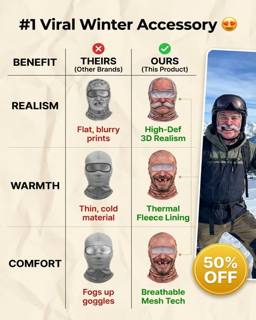 #1 Viral Winter Accessory 😍
BENEFIT
THEIRS
(Other Brands)
OURS
(This Product)
REALISM
Flat, blurry
prints
High-Def
3D Realism
WARMTH
Thin, cold
material
Thermal
Fleece Lining
COMFORT
Fogs up
goggles
Breathable
Mesh Tech
50%
OFF